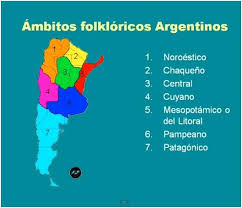 Ámbitos folklóricos Argentinos
1. Noroéstico
2. Chaqueño
3. Central
4. Cuyano
5. Mesopotámico o
del Litoral
6. Pampeano
7. Patagónico
1
2
3
4
5
6
7